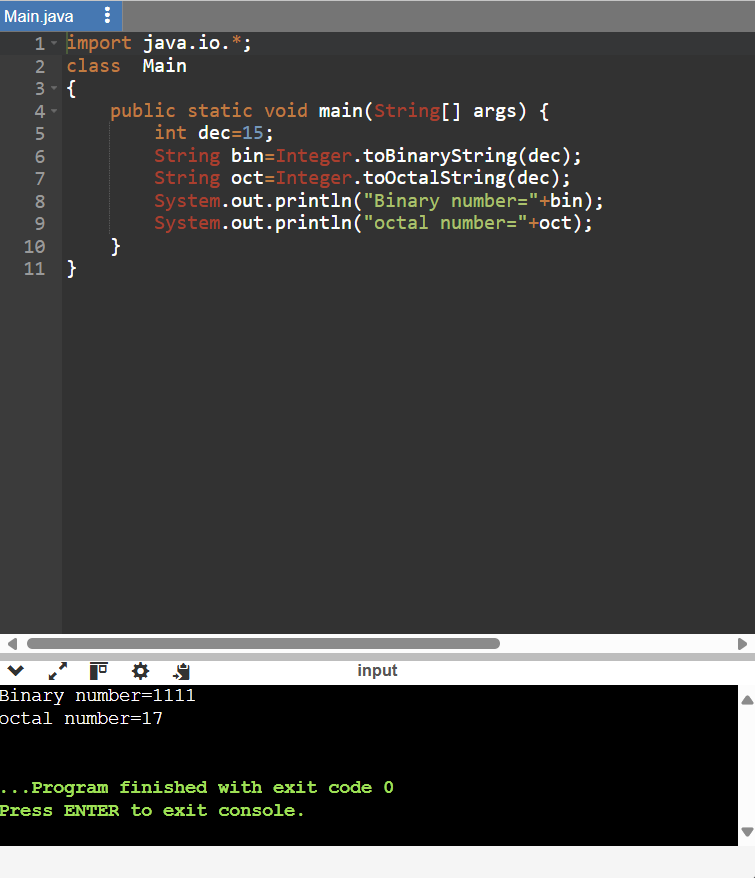 Main.java
1 import java.io.*;
2 class  Main
3 {
4     public static void main(String[] args) {
5         int dec=15;
6         String bin=Integer.toBinaryString(dec);
7         String oct=Integer.toOctalString(dec);
8         System.out.println("Binary number="+bin);
9         System.out.println("octal number="+oct);
10     }
11 }
input
Binary number=1111
octal number=17
...Program finished with exit code 0
Press ENTER to exit console.